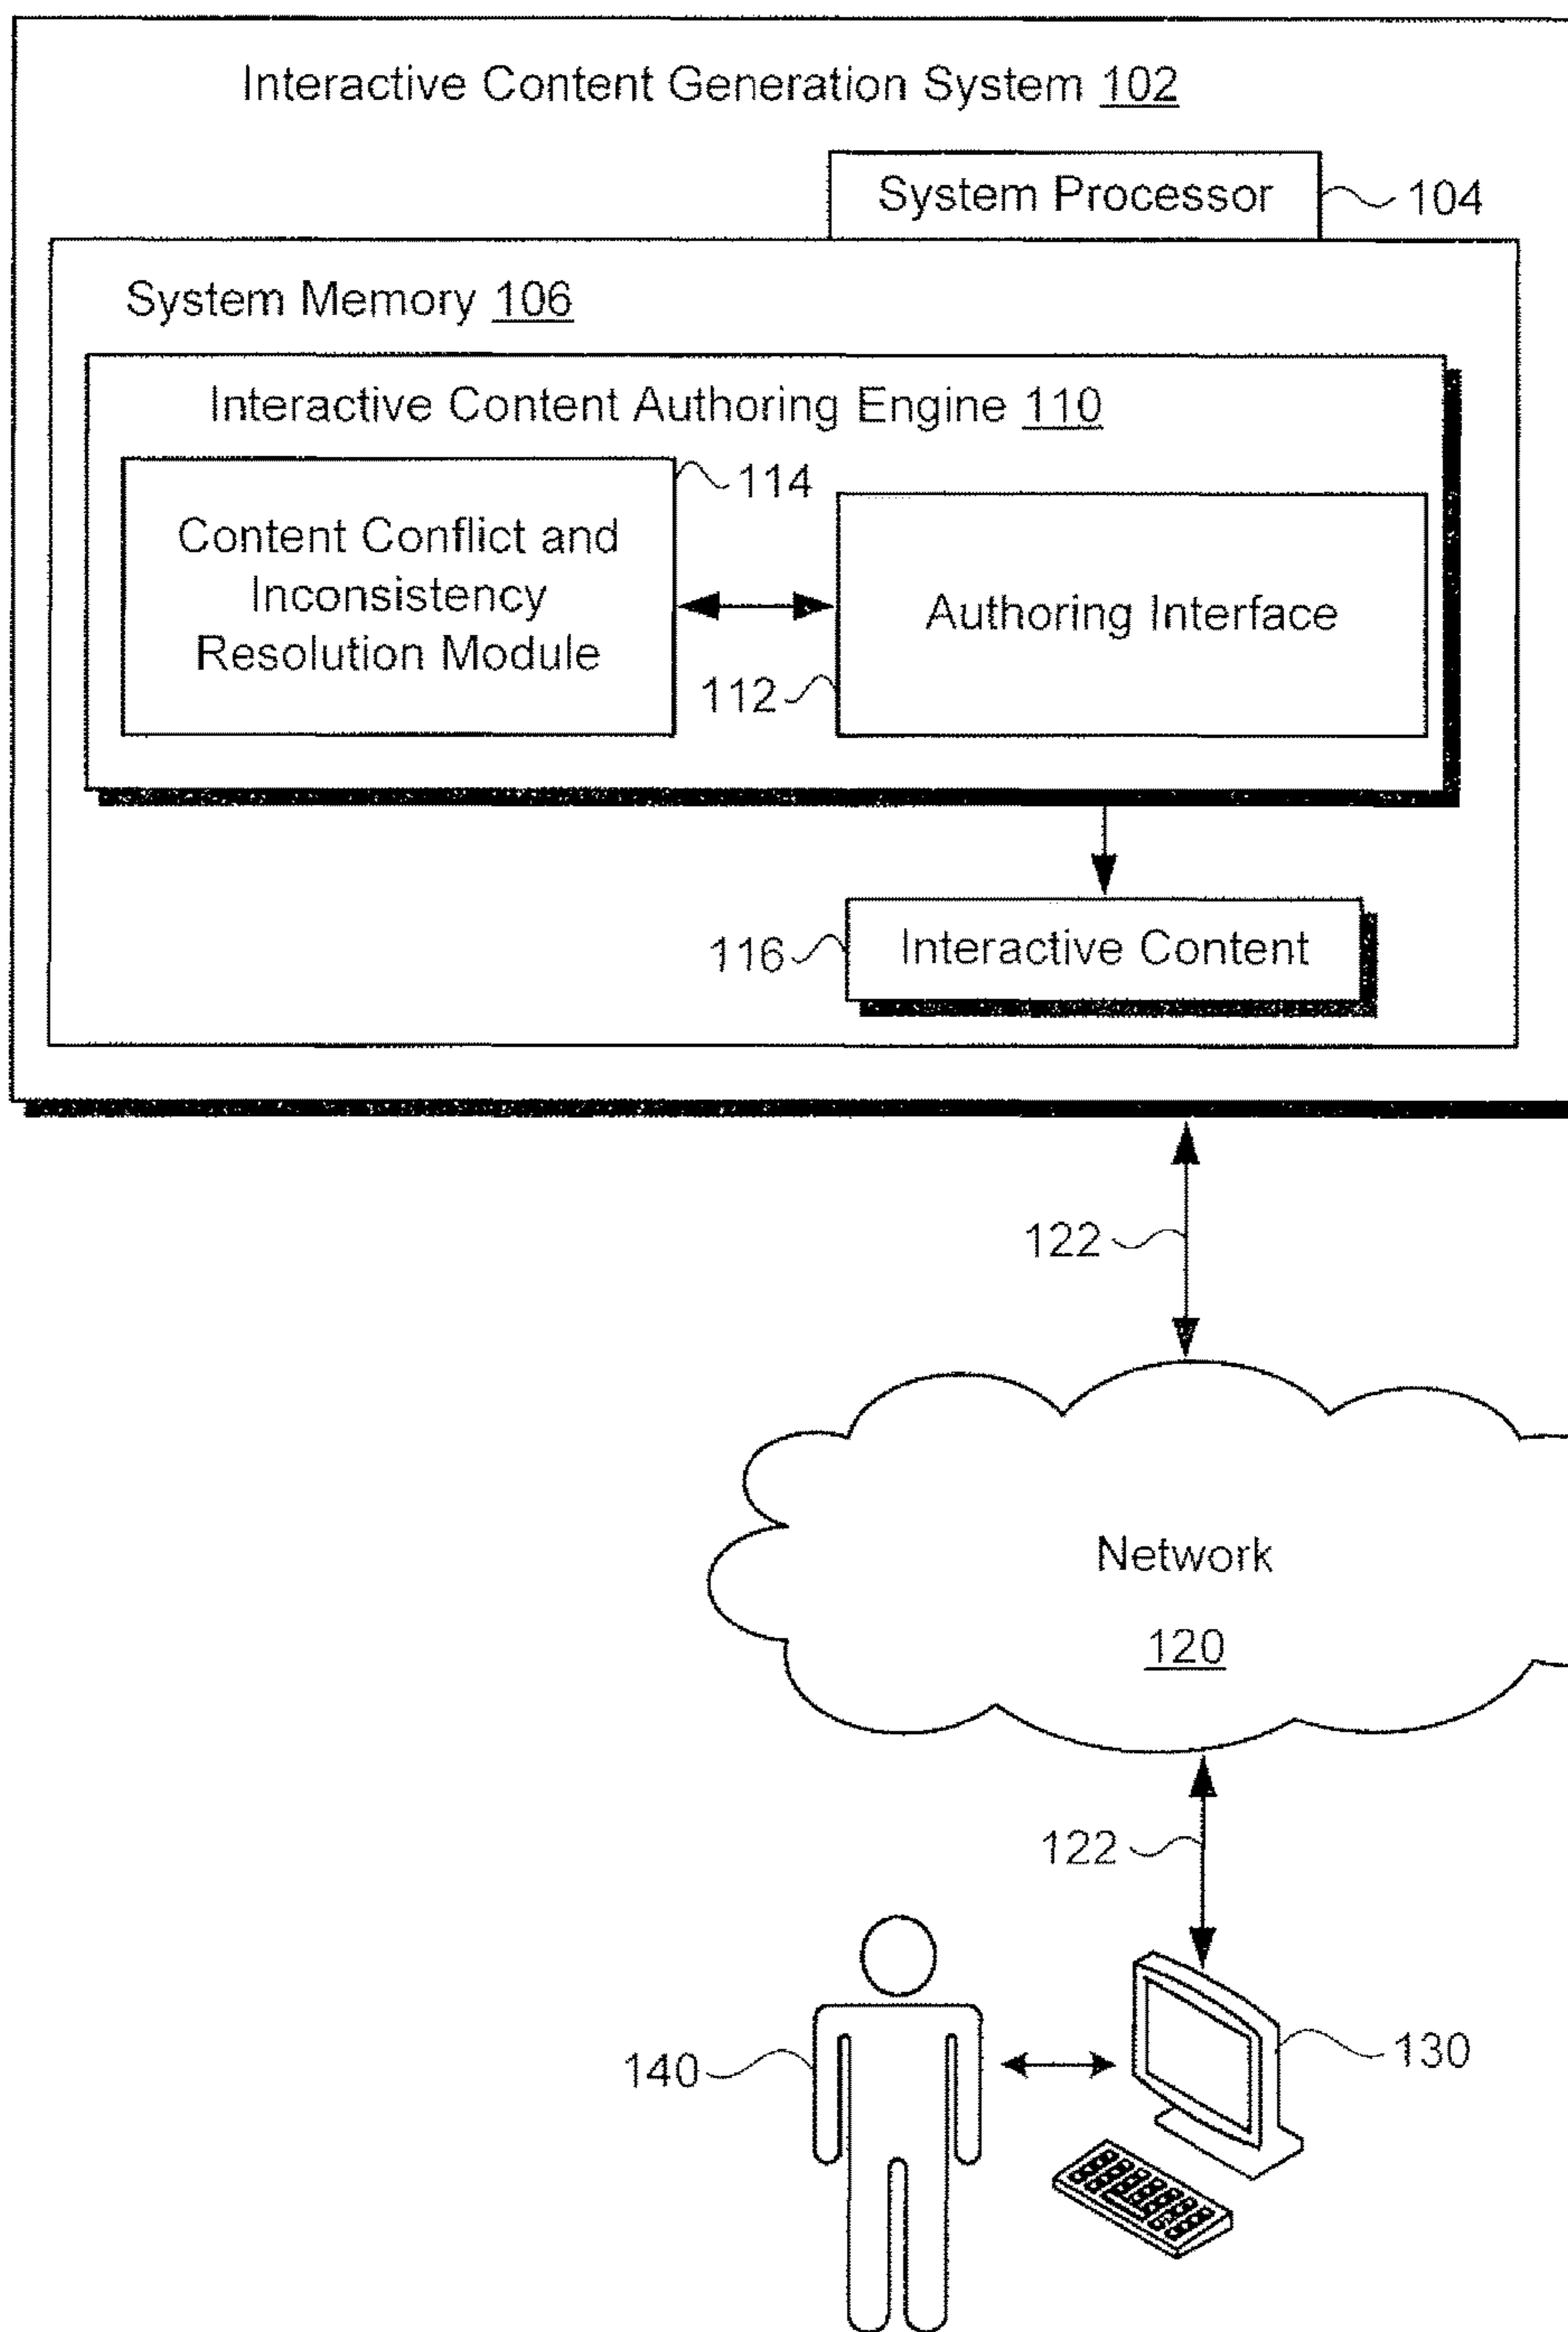 Interactive Content Generation System 102
System Processor
104
System Memory 106
Interactive Content Authoring Engine 110
114
Content Conflict and
Inconsistency
Resolution Module
Authoring Interface
112
116
Interactive Content
122
Network
120
122
140
130